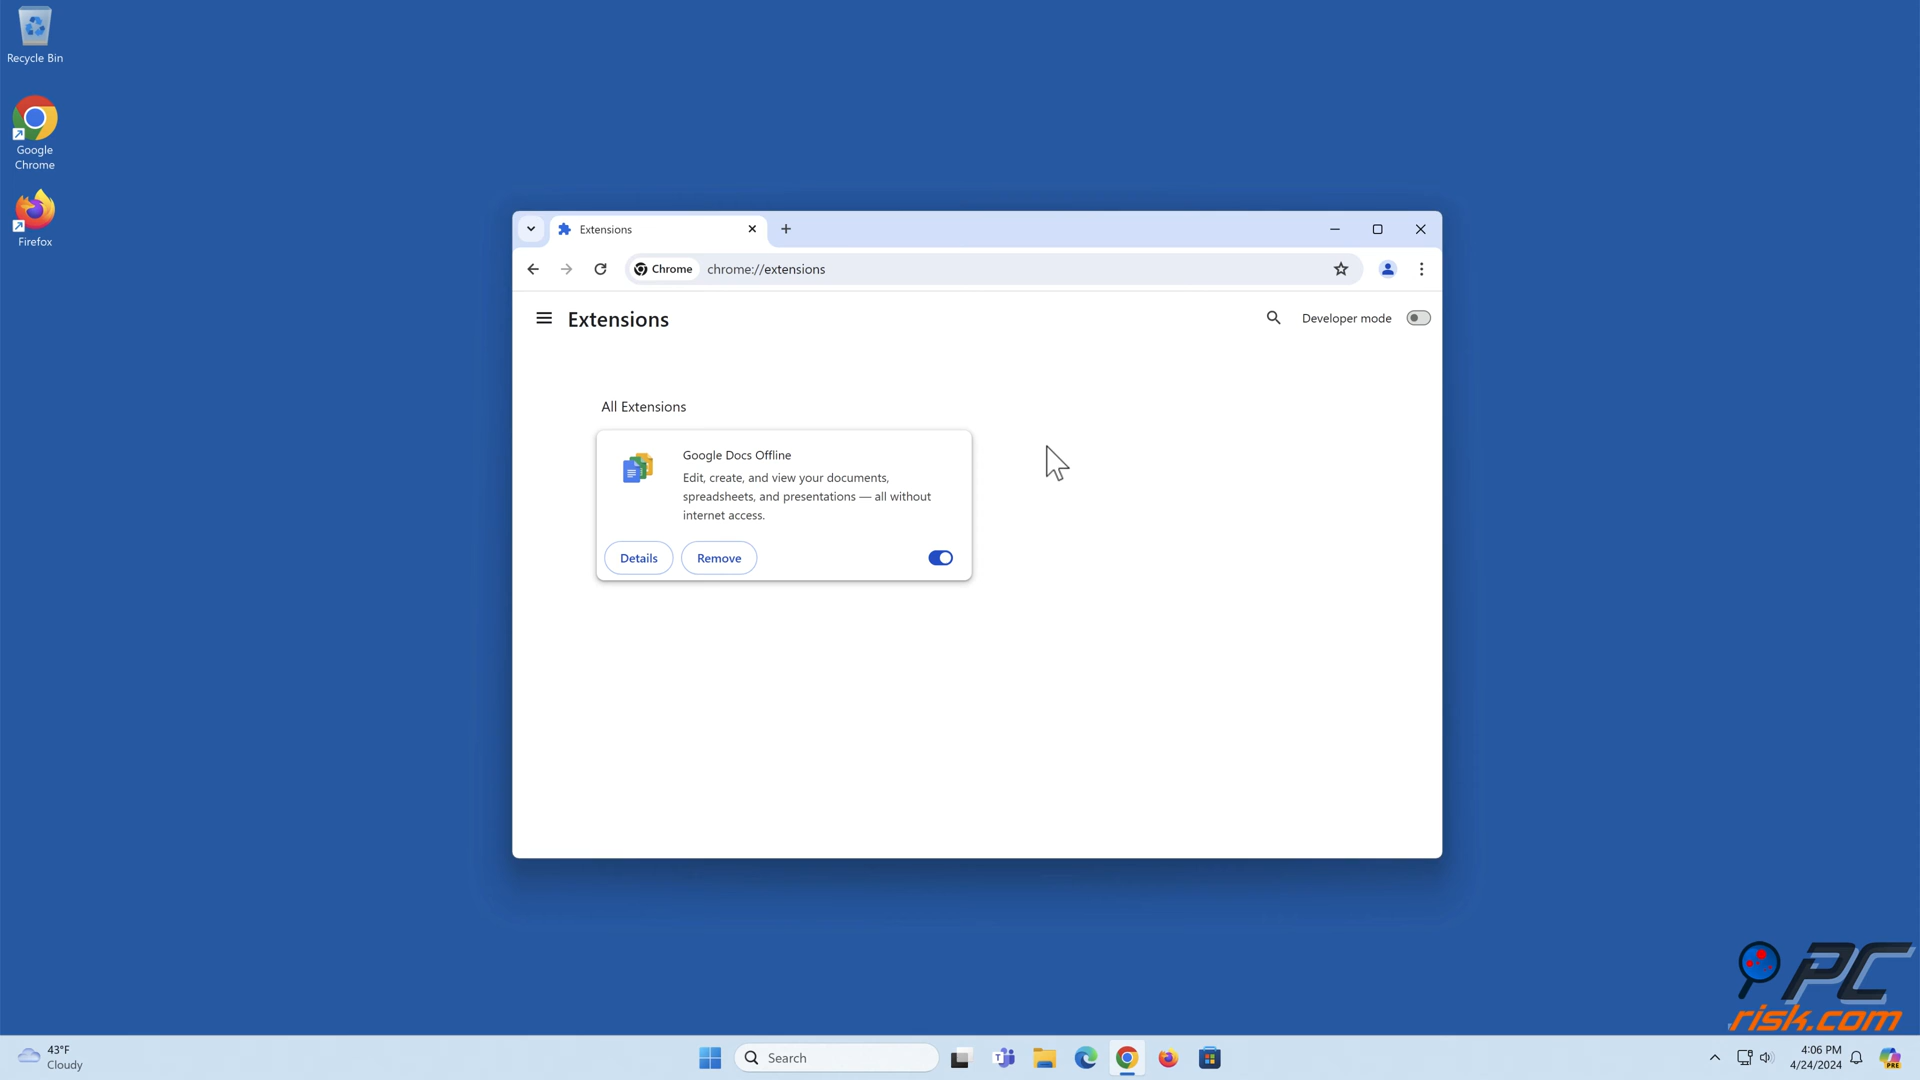 Recycle Bin
Google
Chrome
Firefox
Extensions
Chrome
chrome://extensions
Extensions
Developer mode
All Extensions
Google Docs Offline
Edit, create, and view your documents,
spreadsheets, and presentations — all without
internet access.
Details
Remove
PC
risk.com
43°F
Cloudy
Search
4:06 PM
4/24/2024
PRE